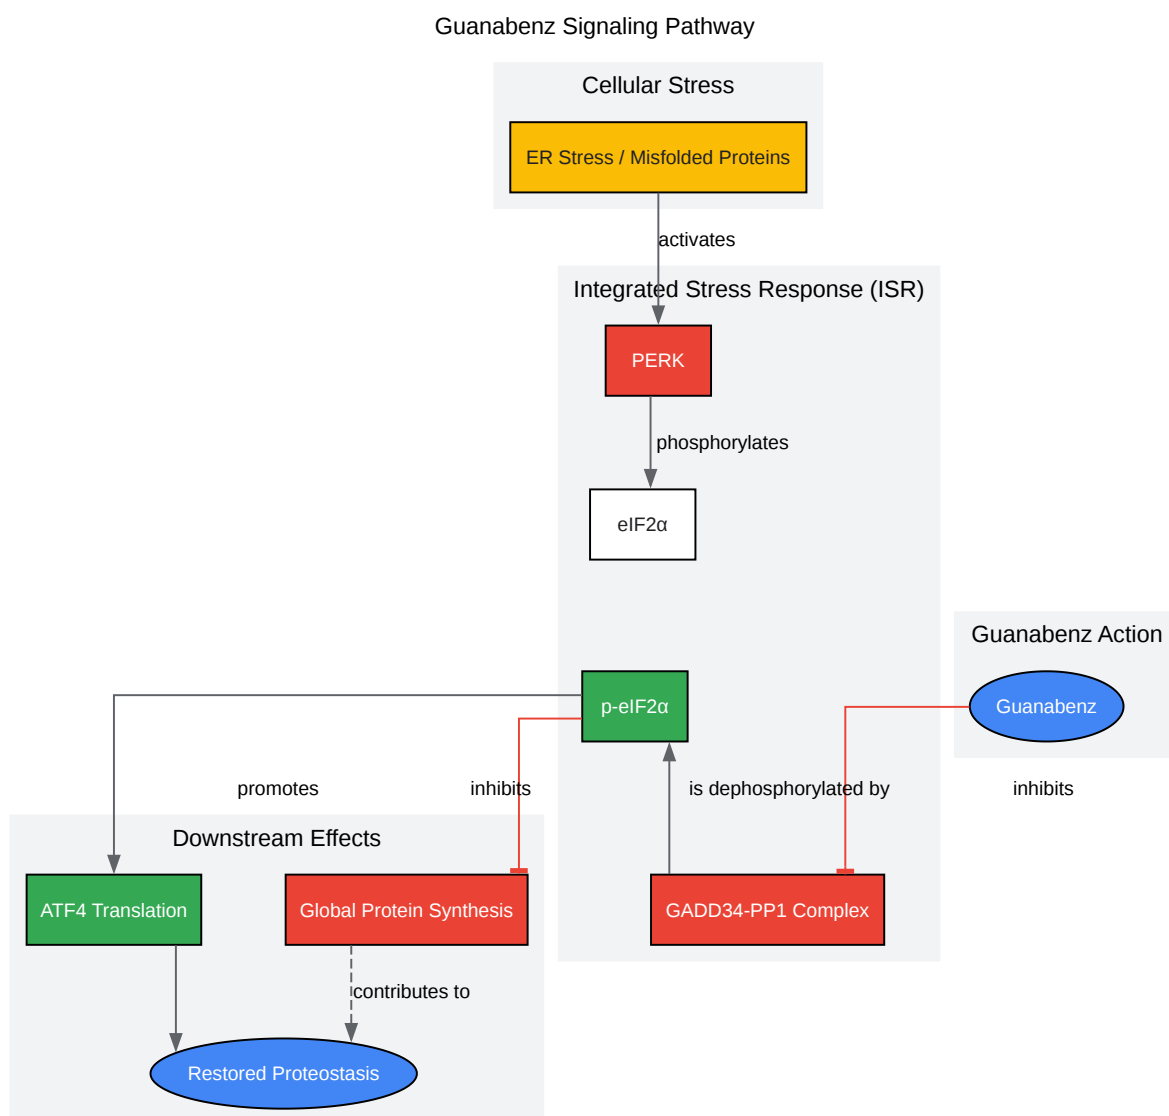 Guanabenz Signaling Pathway
Cellular Stress
ER Stress / Misfolded Proteins
activates
Integrated Stress Response (ISR)
PERK
phosphorylates
eIF2α
Guanabenz Action
p-eIF2α
Guanabenz
promotes
inhibits
is dephosphorylated by
inhibits
Downstream Effects
ATF4 Translation
Global Protein Synthesis
GADD34-PP1 Complex
contributes to
Restored Proteostasis